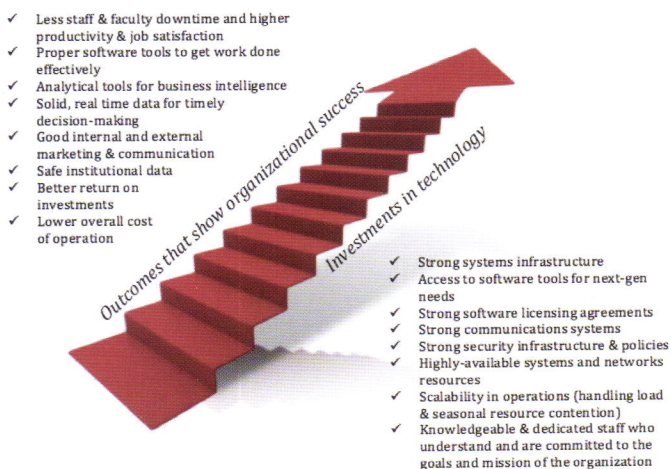 ✓ Less staff & faculty downtime and higher
productivity & job satisfaction
✓ Proper software tools to get work done
effectively
✓ Analytical tools for business intelligence
✓ Solid, real time data for timely
decision-making
✓ Good internal and external
marketing & communication
✓ Safe institutional data
✓ Better return on
investments
✓ Lower overall cost
of operation
Outcomes that show organizational success
Investments in technology
✓ Strong systems infrastructure
✓ Access to software tools for next-gen
needs
✓ Strong software licensing agreements
✓ Strong communications systems
✓ Strong security infrastructure & policies
✓ Highly-available systems and networks
resources
✓ Scalability in operations (handling load
& seasonal resource contention)
✓ Knowledgeable & dedicated staff who
understand and are committed to the
goals and mission of the organization